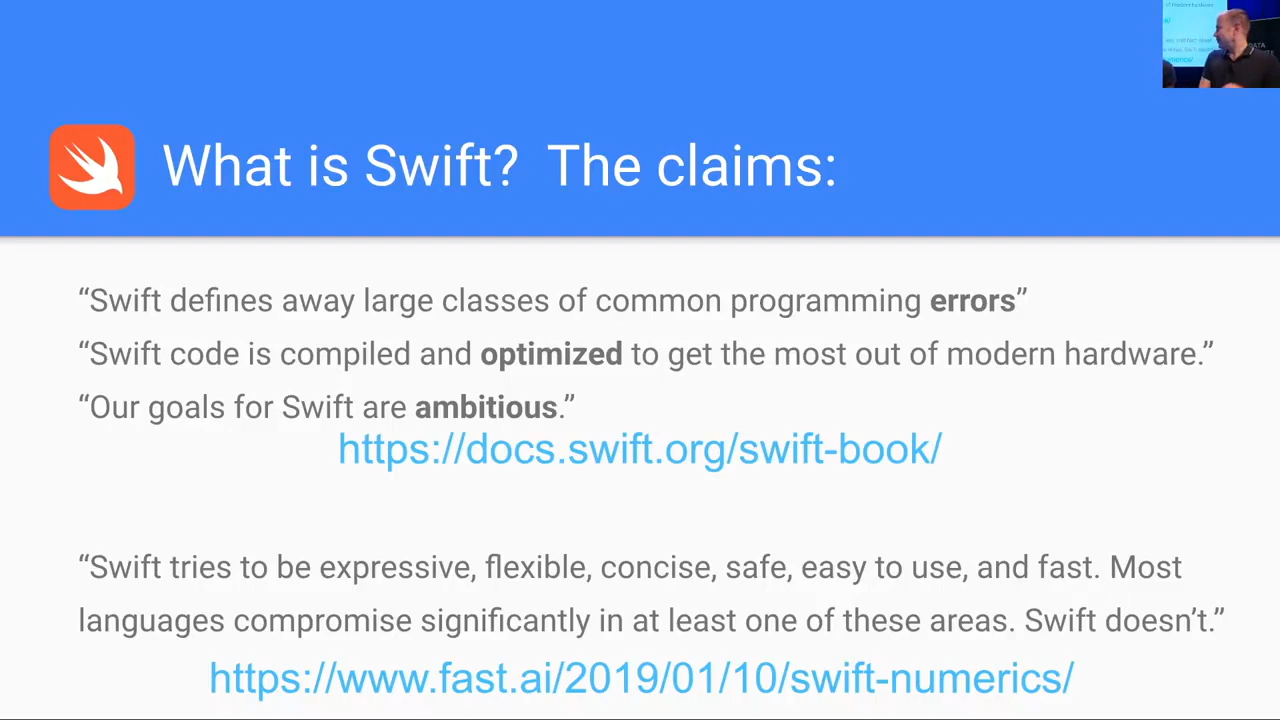 What is Swift? The claims:
“Swift defines away large classes of common programming errors”
“Swift code is compiled and optimized to get the most out of modern hardware.”
“Our goals for Swift are ambitious.”
https://docs.swift.org/swift-book/
“Swift tries to be expressive, flexible, concise, safe, easy to use, and fast. Most
languages compromise significantly in at least one of these areas. Swift doesn’t.”
https://www.fast.ai/2019/01/10/swift-numerics/